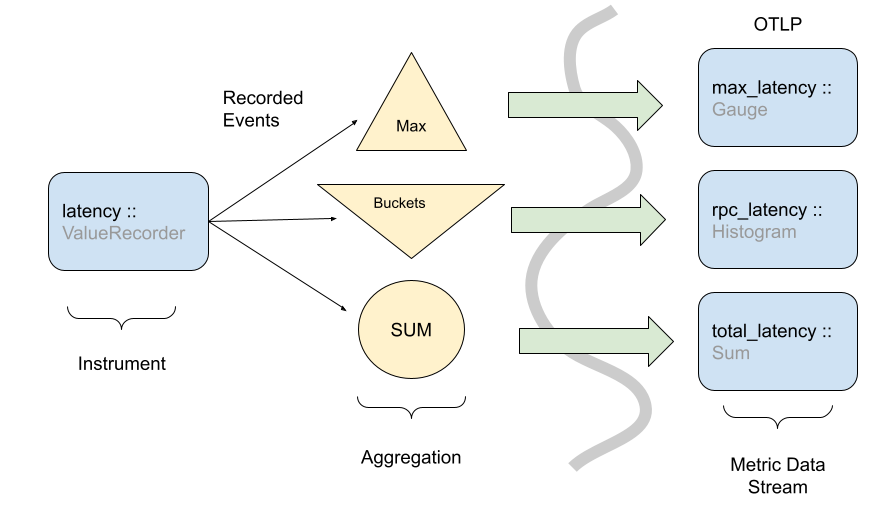 OTLP
Recorded
Events
Max
max_latency ::
Gauge
latency ::
ValueRecorder
Buckets
rpc_latency ::
Histogram
SUM
total_latency ::
Sum
Instrument
Aggregation
Metric Data
Stream